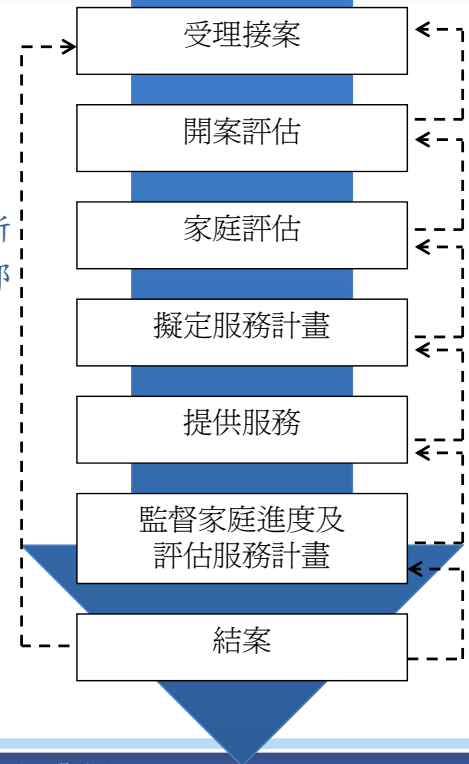 受理接案
開案評估
家庭評估
擬定服務計畫
提供服務
監督家庭進度及
評估服務計畫
結案